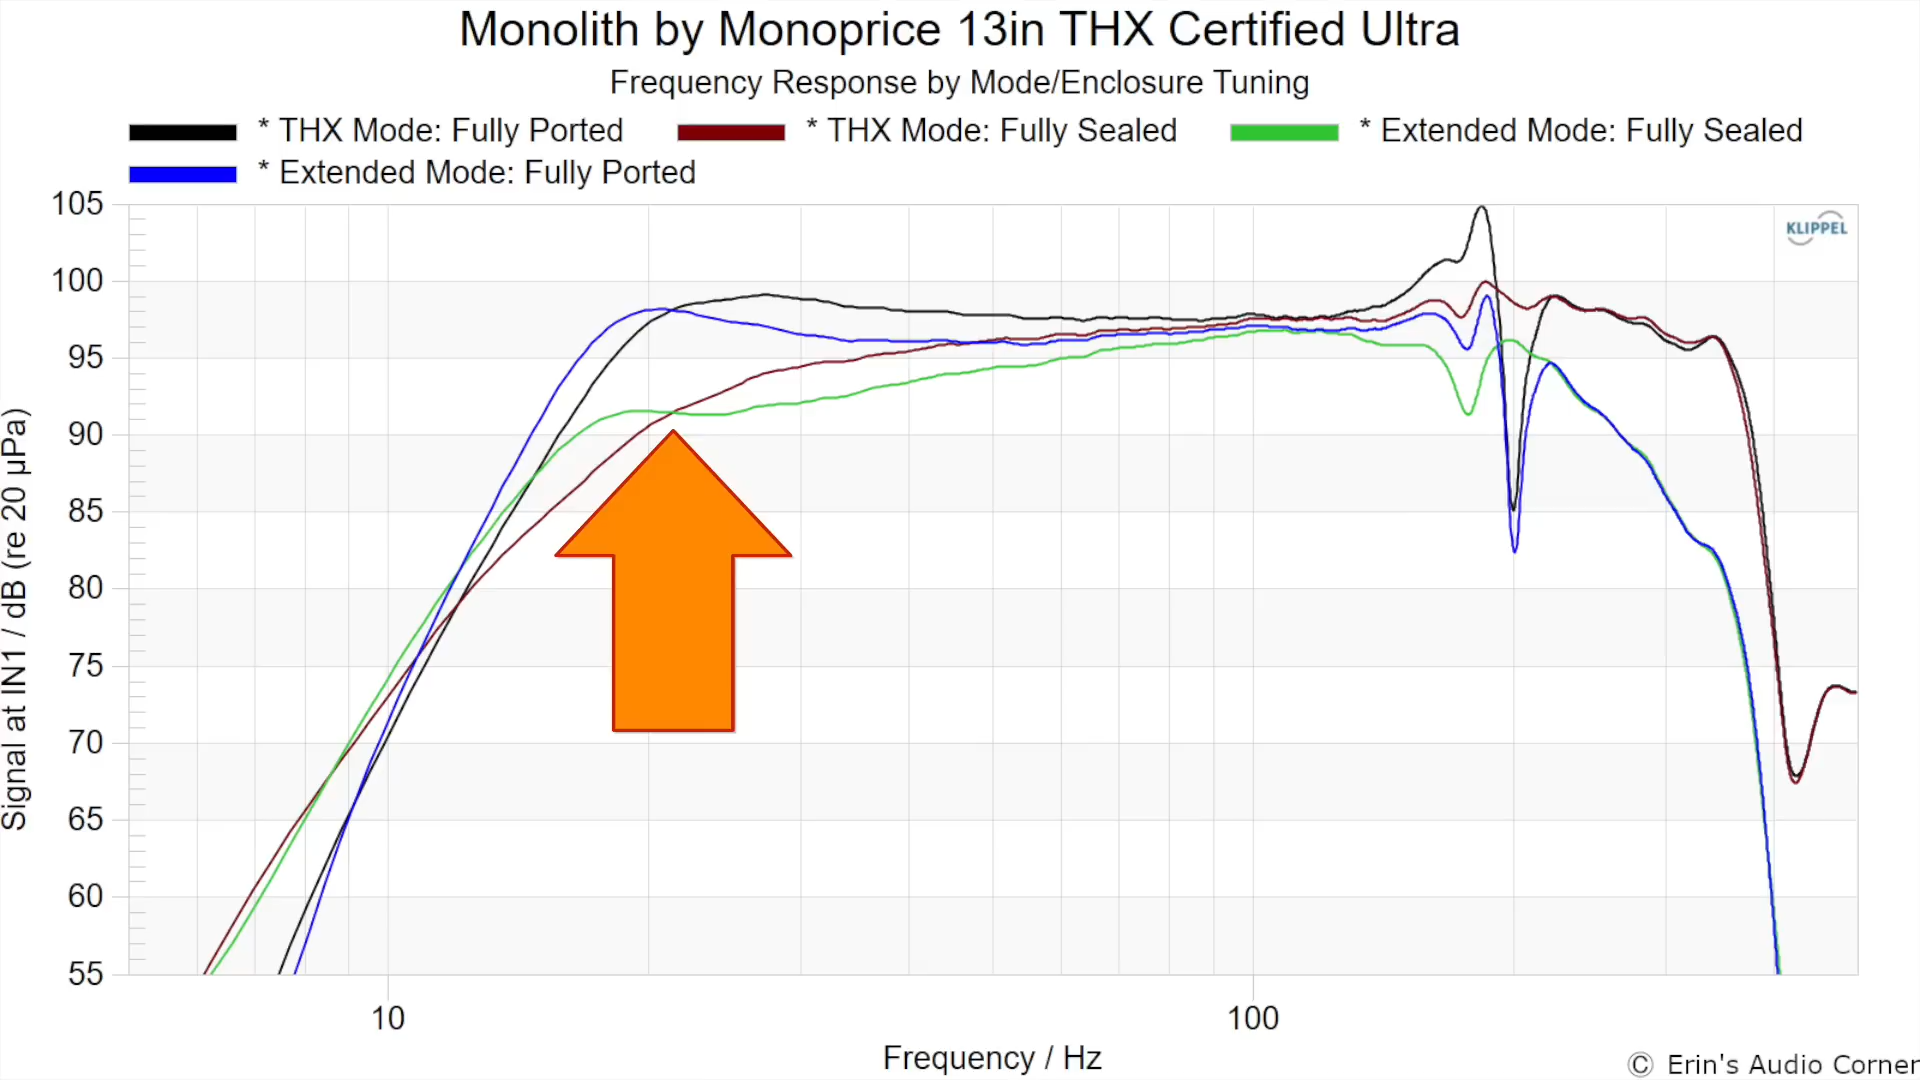 Monolith by Monoprice 13in THX Certified Ultra
Frequency Response by Mode/Enclosure Tuning
* THX Mode: Fully Ported * THX Mode: Fully Sealed * Extended Mode: Fully Sealed
* Extended Mode: Fully Ported
105
KLIPPEL
100
95
90
85
80
75
70
65
60
55
Signal at IN1 / dB (re 20 µPa)
10 100
Frequency / Hz
© Erin's Audio Corner